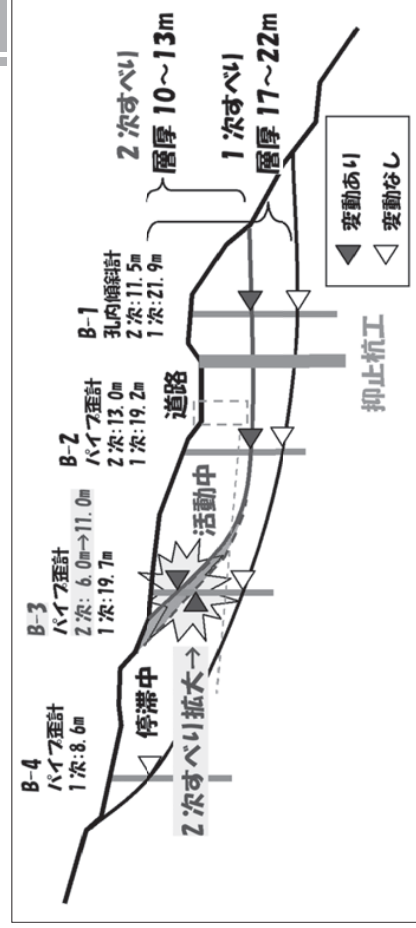 B-4
パイプ歪計
1次:8.6m
B-3
パイプ歪計
2次: 6.0m→11.0m
1次:19.7m
B-2
パイプ歪計
2次:13.0m
1次:19.2m
B-1
孔内傾斜計
2次:11.5m
1次:21.9m
2次すべり
層厚 10～13m
1次すべり
層厚 17～22m
停滞中
活動中
道路
2次すべり拡大→
抑止杭工
変動あり
変動なし